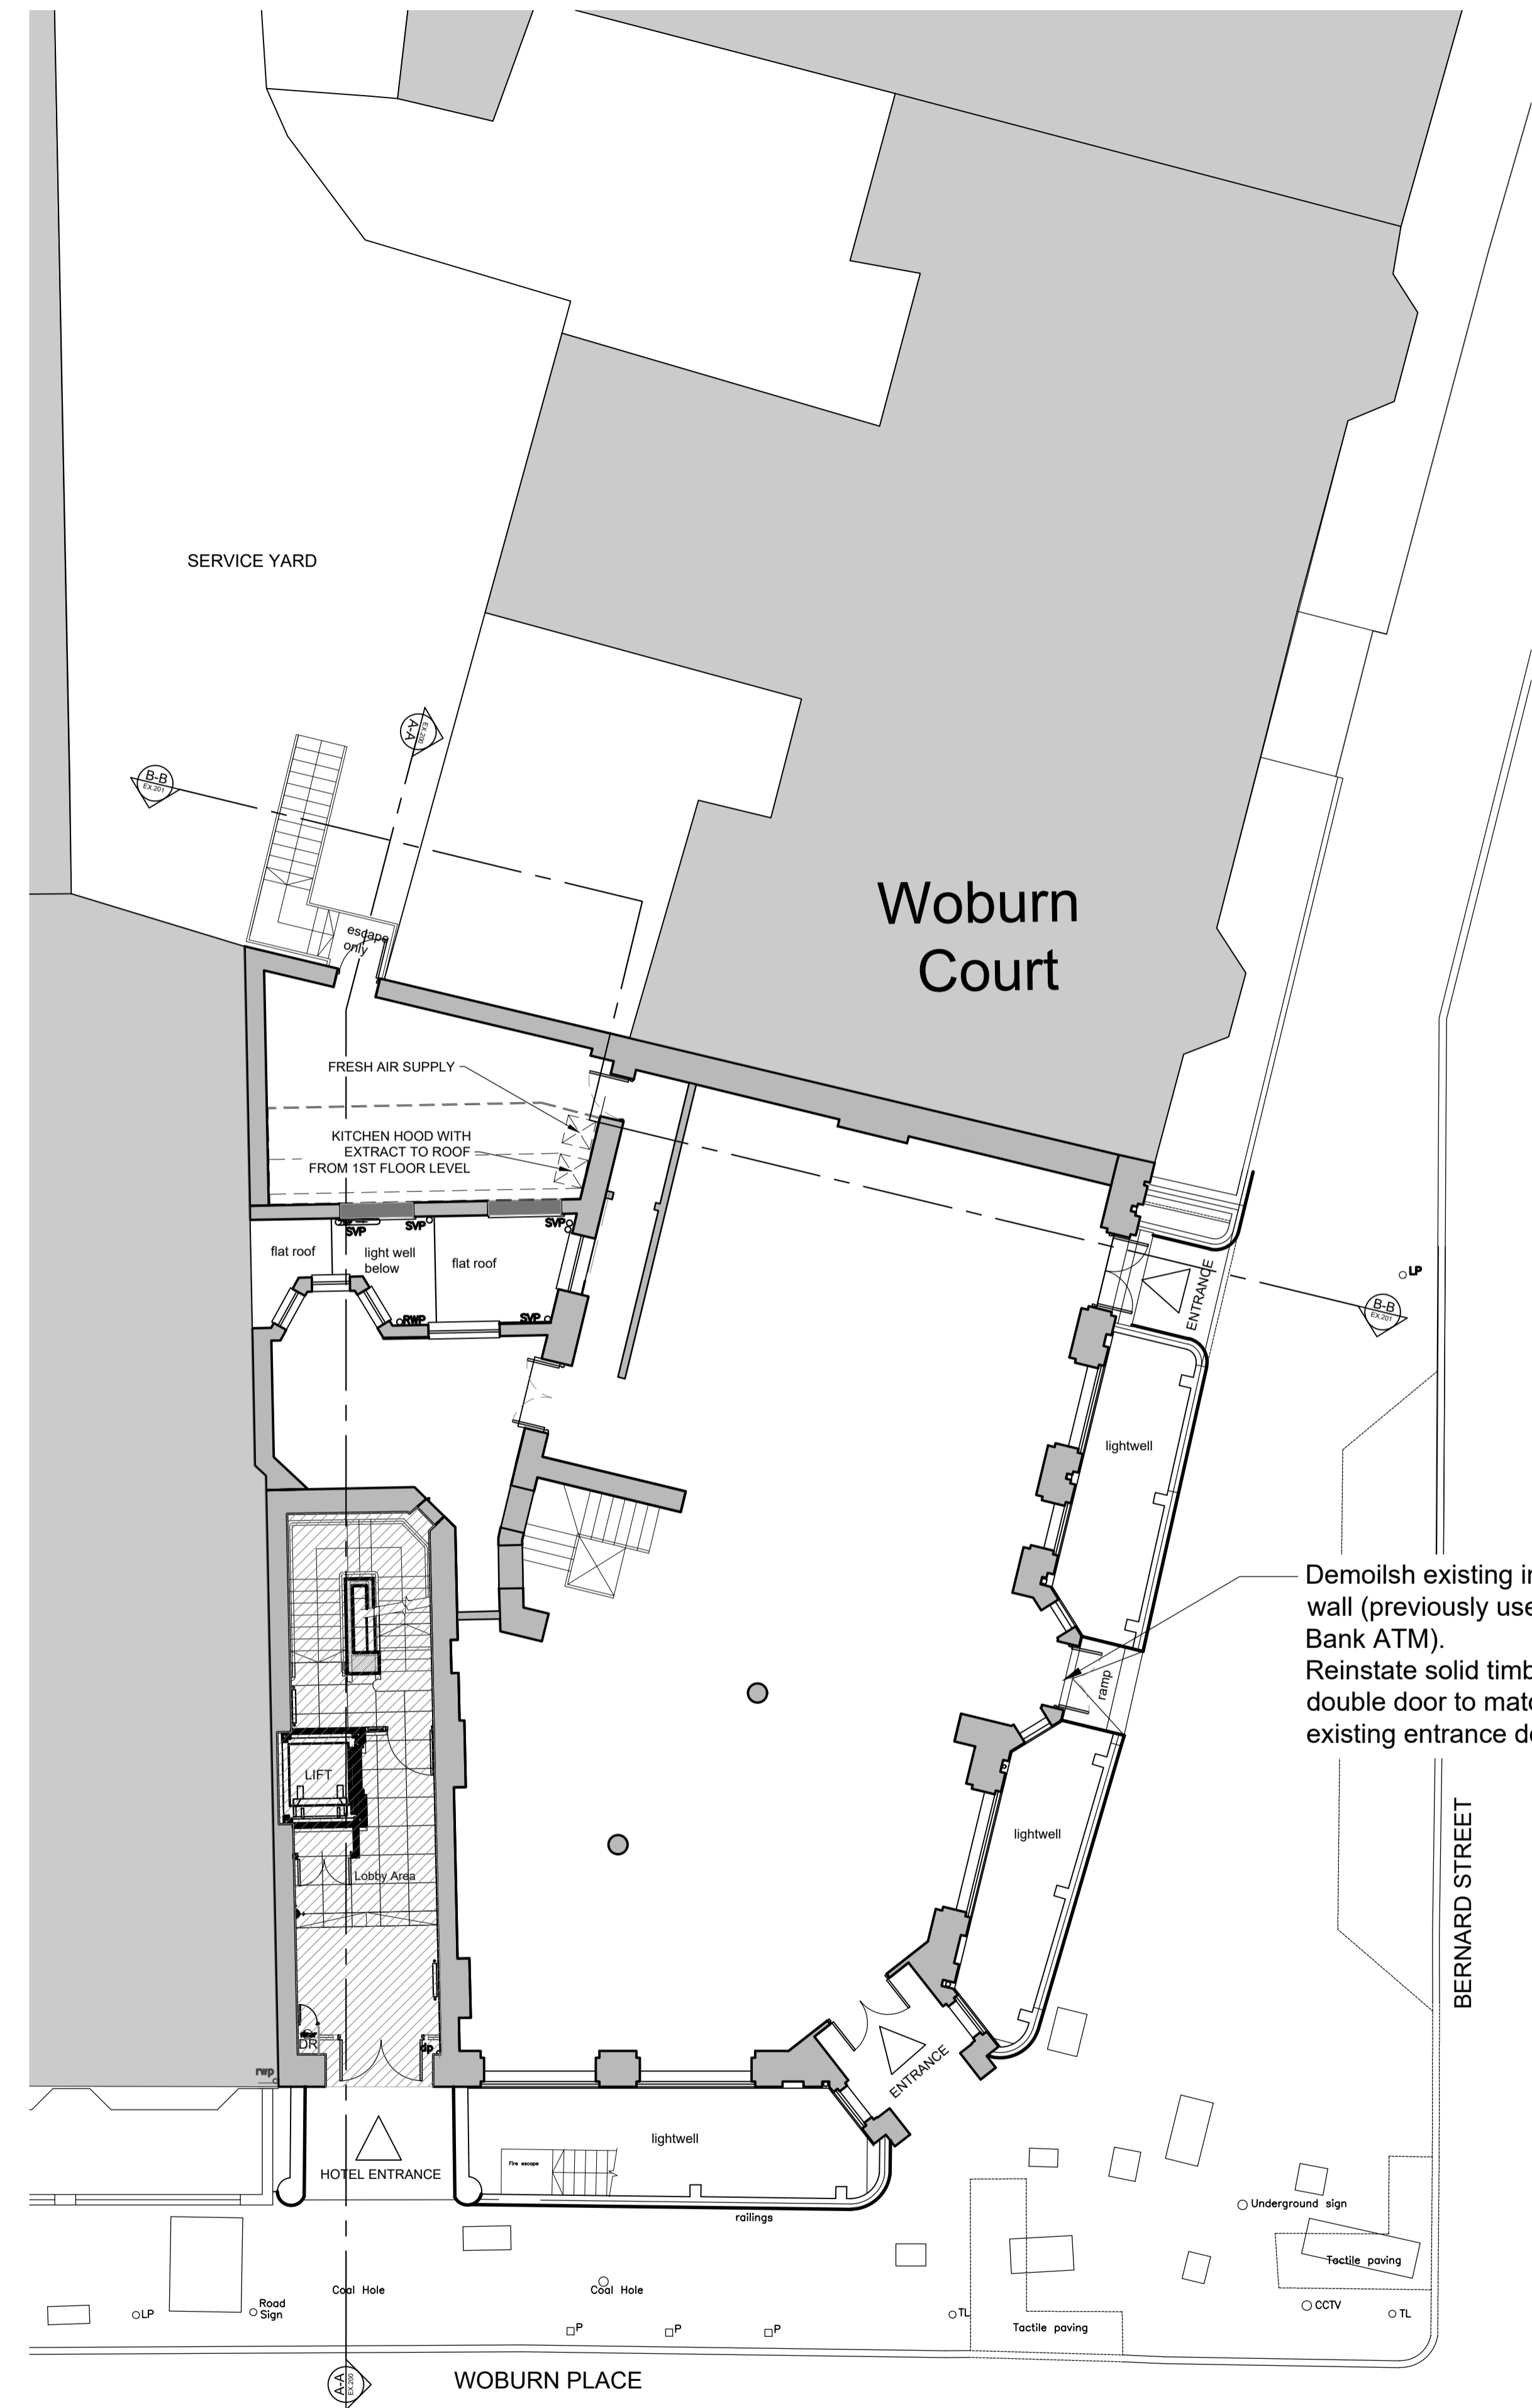 SERVICE YARD
A-A
EX.200
B-B
EX.201
Woburn
Court
escape
only
FRESH AIR SUPPLY
KITCHEN HOOD WITH
EXTRACT TO ROOF
FROM 1ST FLOOR LEVEL
SVP
SVP
SVP
flat roof
light well
below
flat roof
RWP
SVP
ENTRANCE
LP
B-B
EX.201
lightwell
Demoilsh existing
wall (previously
Bank ATM).
Reinstate solid
double door to
existing entrance
ramp
LIFT
lightwell
BERNARD STREET
Lobby Area
DR
dp
rwp
ENTRANCE
HOTEL ENTRANCE
Fire escape
lightwell
railings
Underground sign
Tactile paving
Coal Hole
Coal Hole
LP
Road
Sign
P
P
P
TL
Tactile paving
CCTV
TL
A-A
EX.200
WOBURN PLACE